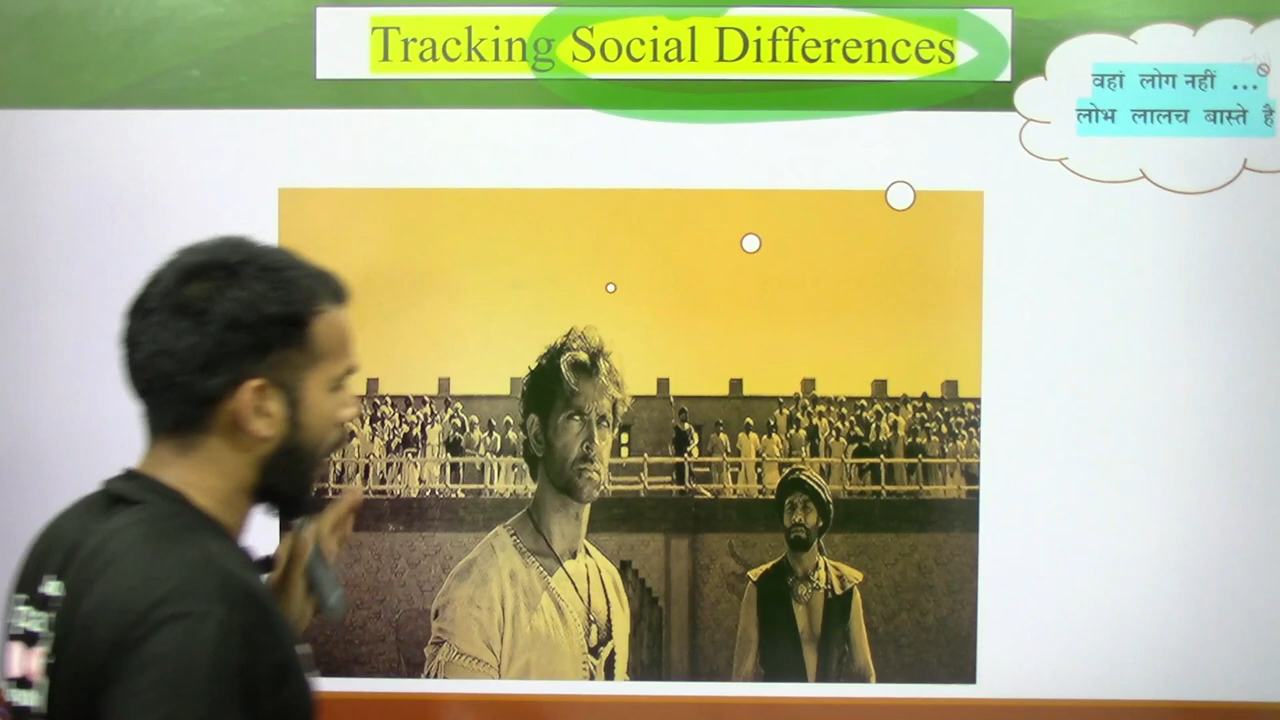 Tracking Social Differences
वहां लोग नहीं ...
लोभ लालच बास्ते है